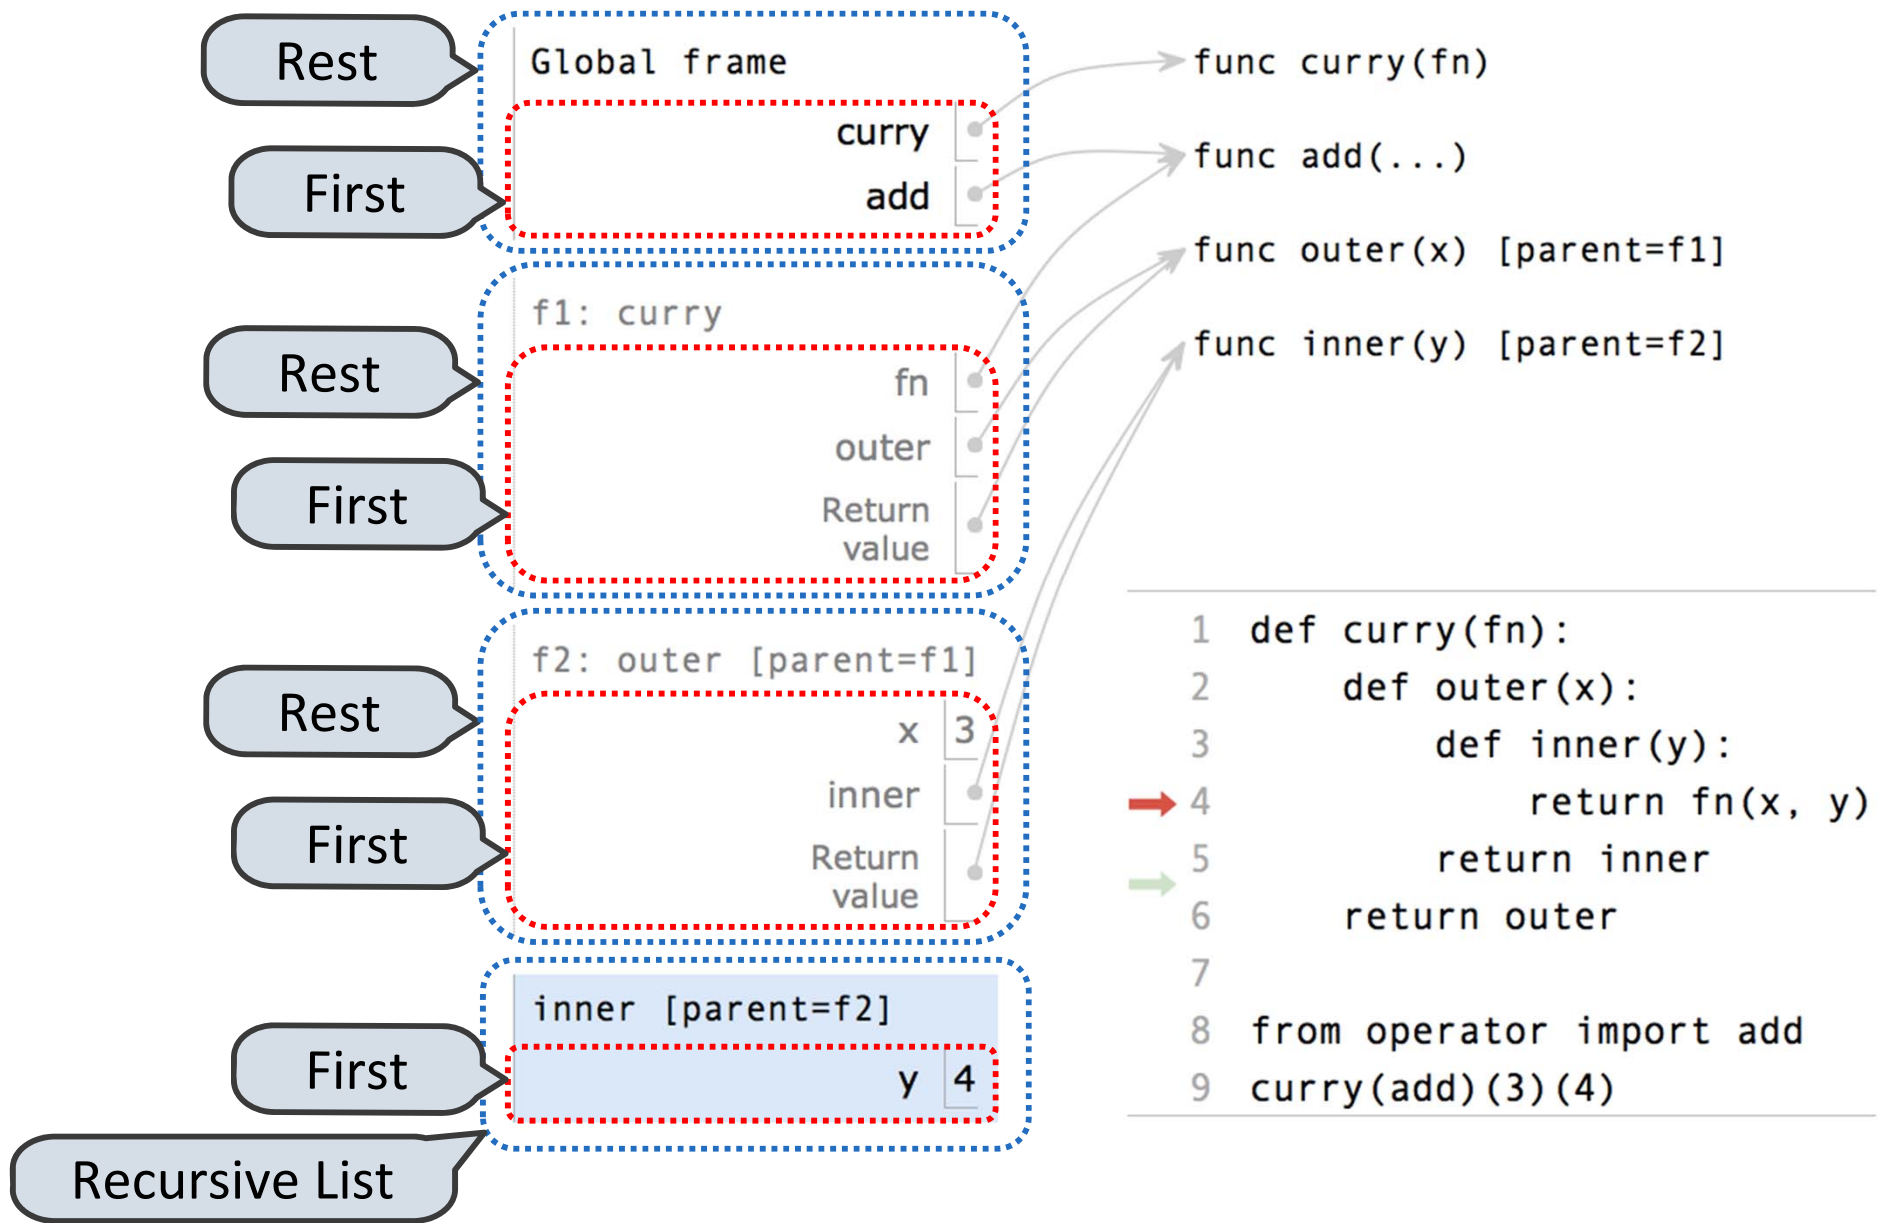 Rest
Global frame
func curry(fn)
curry
func add(...)
First
add
func outer(x) [parent=f1]
f1: curry
func inner(y) [parent=f2]
Rest
fn
outer
First
Return
value
f2: outer [parent=f1]
Rest
x 3
inner
First
Return
value
inner [parent=f2]
First
y 4
Recursive List
1 def curry(fn):
2 def outer(x):
3 def inner(y):
4 return fn(x, y)
5 return inner
6 return outer
7
8 from operator import add
9 curry(add)(3)(4)